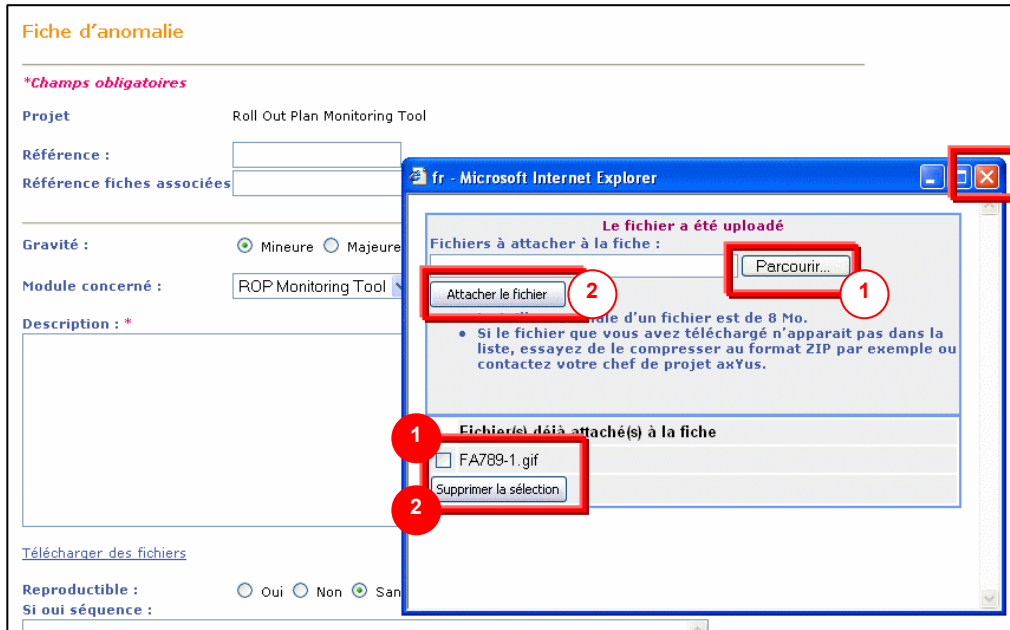 Fiche d'anomalie
*Champs obligatoires
Projet Roll Out Plan Monitoring Tool
Référence :
Référence fiches associées
Gravité : Mineure Majeure
Module concerné : ROP Monitoring Tool
Description : *
Télécharger des fichiers
Reproductible : Oui Non San
Si oui séquence :
fr - Microsoft Internet Explorer
Le fichier a été uploadé
Fichiers à attacher à la fiche :
Parcourir...
1
Attacher le fichier 2
d'un fichier est de 8 Mo.
• Si le fichier que vous avez téléchargé n'apparait pas dans la
liste, essayez de le compresser au format ZIP par exemple ou
contactez votre chef de projet axYus.
Fichier(s) déjà attaché(s) à la fiche
1
FA789-1.gif
Supprimer la sélection
2